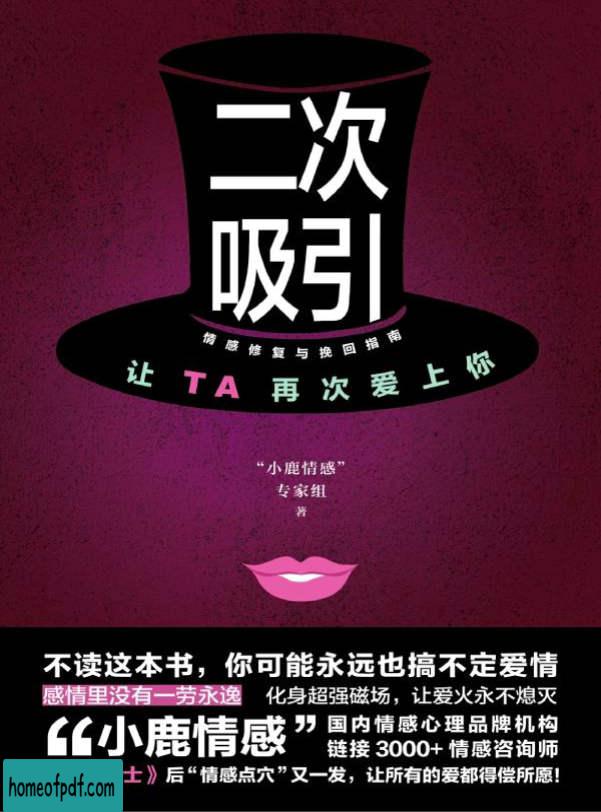 二次
吸引
情感修复与挽回指南
让TA再次爱上你
“小鹿情感”
专家组
著
不读这本书，你可能永远也搞不定爱情
感情里没有一劳永逸 化身超强磁场，让爱火永不熄灭
“小鹿情感” 国内情感心理品牌机构
链接 3000+ 情感咨询师
士》后“情感点穴”又一发，让所有的爱都得偿所愿！
homeofpdf.com